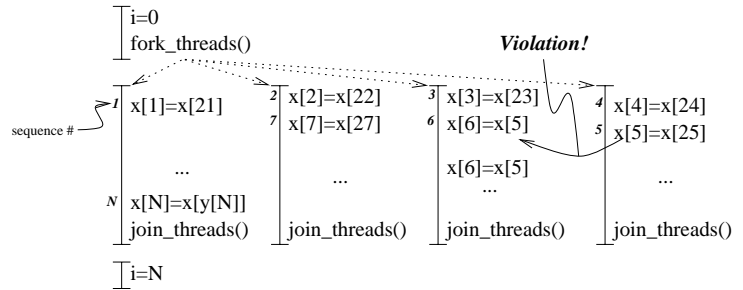 i=0
fork_threads()
Violation!
sequence #
1 x[1]=x[21]
...
N x[N]=x[y[N]]
join_threads()
2 x[2]=x[22]
7 x[7]=x[27]
...
join_threads()
3 x[3]=x[23]
6 x[6]=x[5]
x[6]=x[5]
...
join_threads()
4 x[4]=x[24]
5 x[5]=x[25]
...
join_threads()
i=N